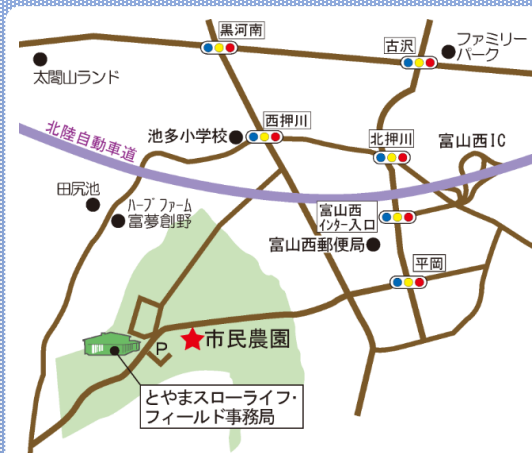 黒河南
古沢
ファミリー
パーク
太閤山ランド
西押川
池多小学校
北押川
富山西IC
北陸自動車道
田尻池
ハーブファーム
富夢創野
富山西
インター入口
富山西郵便局
平岡
市民農園
P
とやまスローライフ・
フィールド事務局